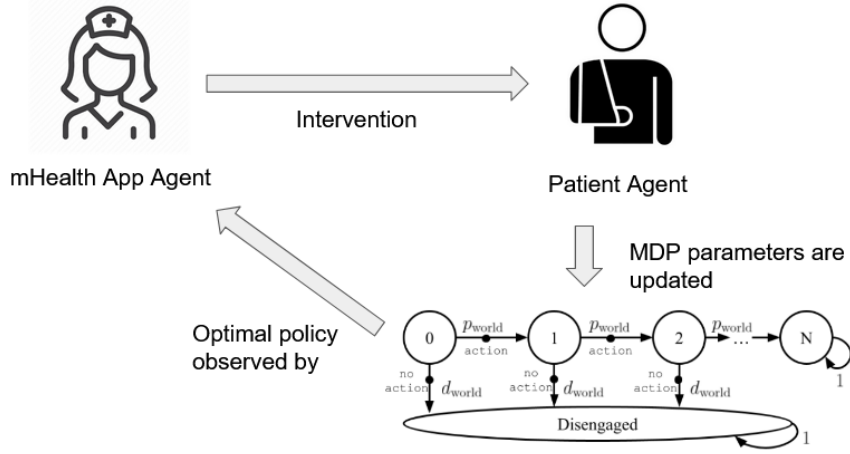 Intervention
mHealth App Agent
Patient Agent
MDP parameters are
updated
Optimal policy
observed by
0 p_world action 1 p_world action 2 p_world ... N
no action d_world no action d_world no action d_world 1
Disengaged 1